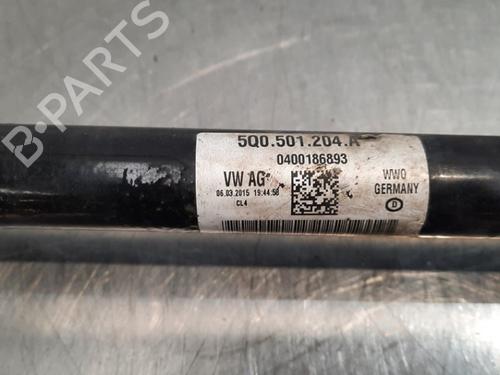 5Q0.501.204.A
0400186893
VW AG
06.03.2015 19:44:58
CL4
WWO
GERMANY
D
B-PARTS